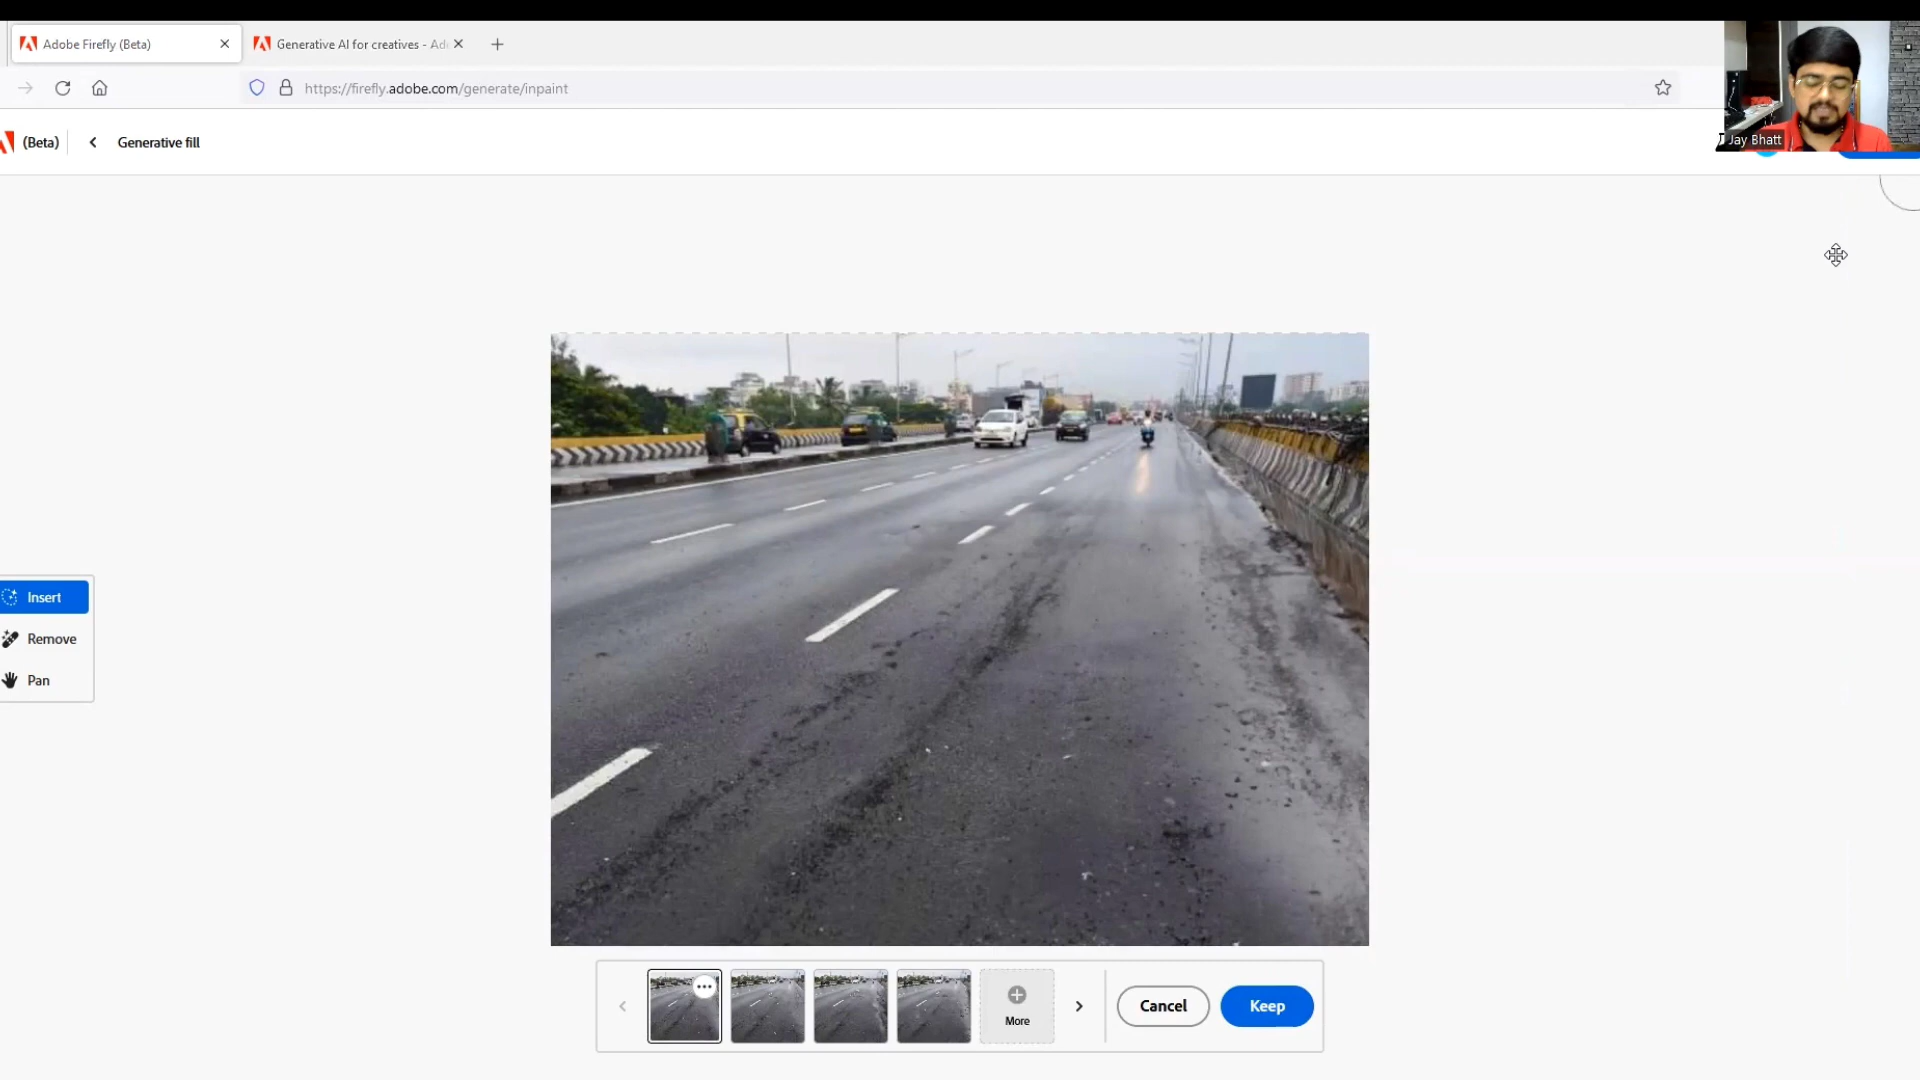 Adobe Firefly (Beta)
Generative AI for creatives - Ado
https://firefly.adobe.com/generate/inpaint
Jay Bhatt
(Beta)
Generative fill
Insert
Remove
Pan
More
Cancel
Keep